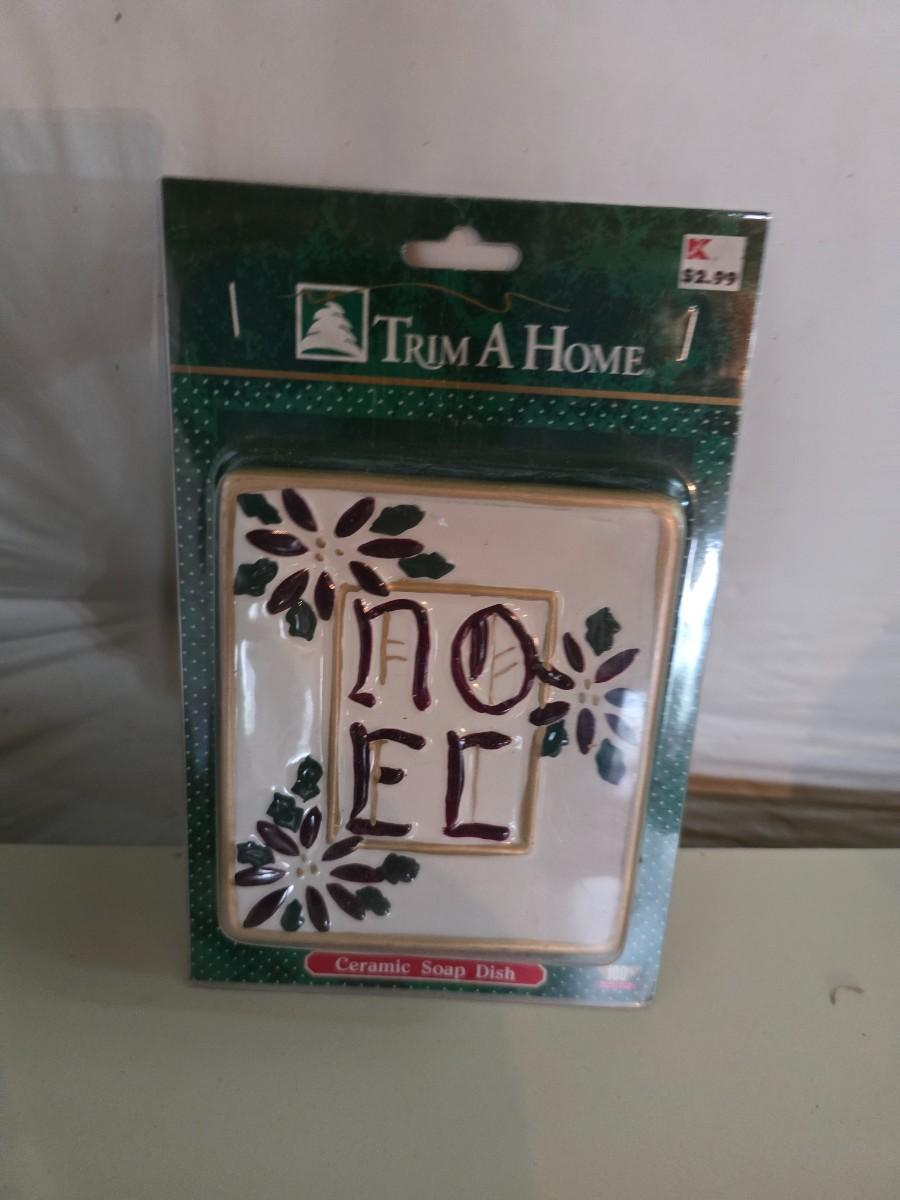 K
$2.99
TRIM A HOME
NO
EL
Ceramic Soap Dish